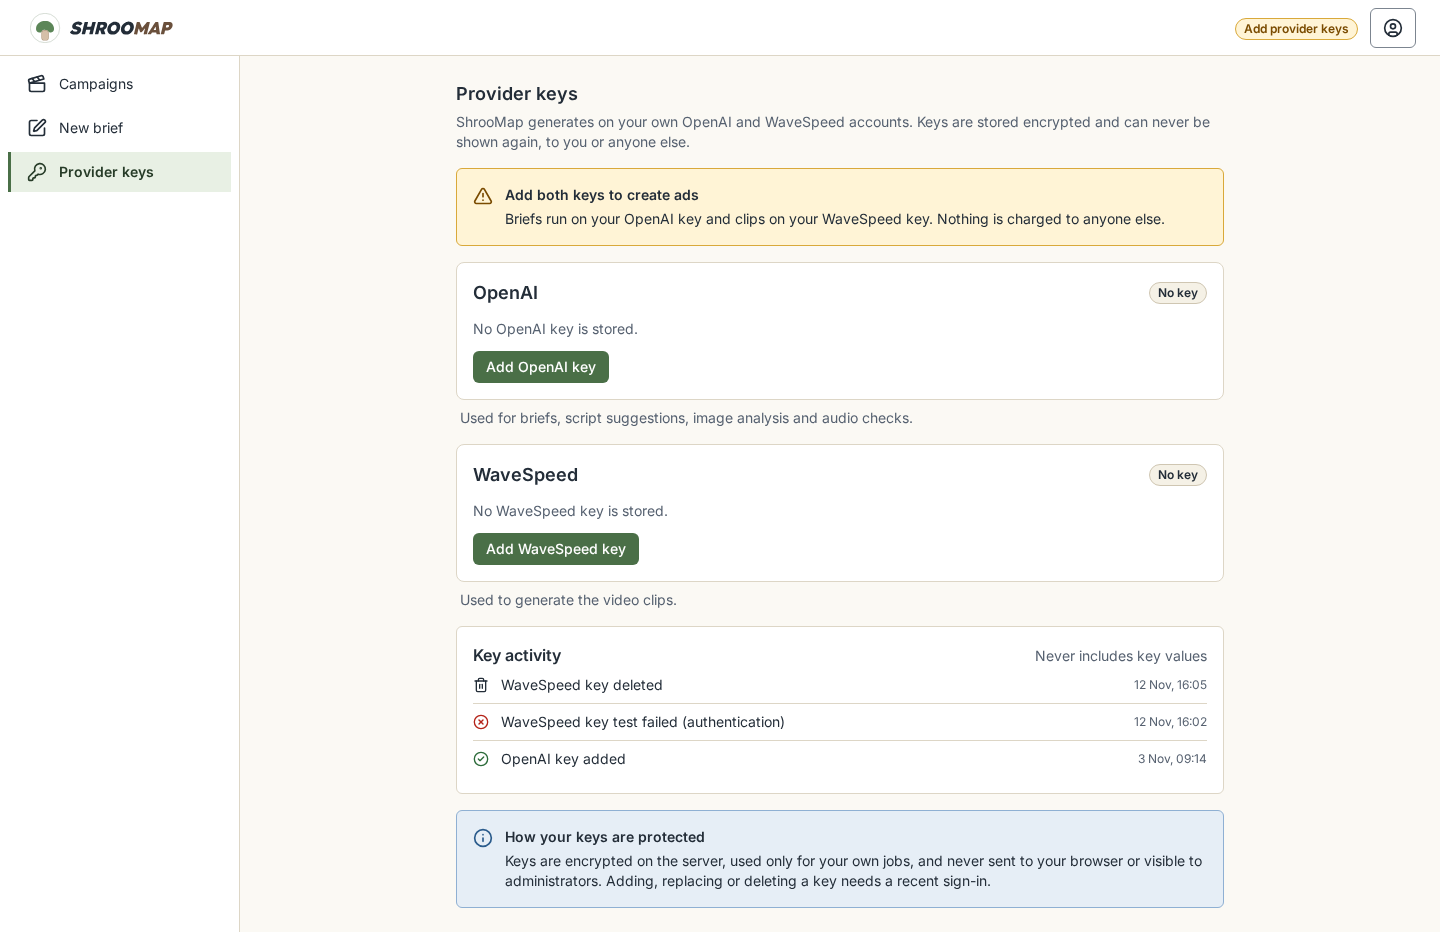 SHROOMAP
Add provider keys
Campaigns
New brief
Provider keys
Provider keys
ShrooMap generates on your own OpenAI and WaveSpeed accounts. Keys are stored encrypted and can never be
shown again, to you or anyone else.
Add both keys to create ads
Briefs run on your OpenAI key and clips on your WaveSpeed key. Nothing is charged to anyone else.
OpenAI
No key
No OpenAI key is stored.
Add OpenAI key
Used for briefs, script suggestions, image analysis and audio checks.
WaveSpeed
No key
No WaveSpeed key is stored.
Add WaveSpeed key
Used to generate the video clips.
Key activity
Never includes key values
WaveSpeed key deleted
12 Nov, 16:05
WaveSpeed key test failed (authentication)
12 Nov, 16:02
OpenAI key added
3 Nov, 09:14
How your keys are protected
Keys are encrypted on the server, used only for your own jobs, and never sent to your browser or visible to
administrators. Adding, replacing or deleting a key needs a recent sign-in.